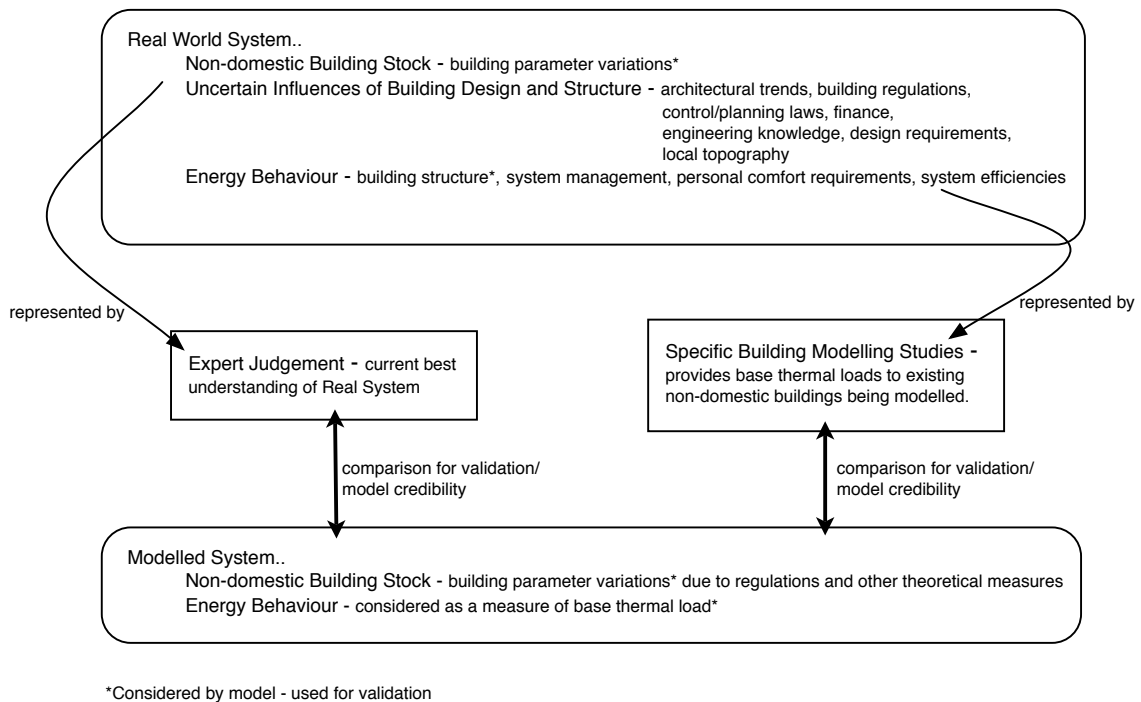 Real World System..
Non-domestic Building Stock - building parameter variations*
Uncertain Influences of Building Design and Structure - architectural trends, building regulations,
control/planning laws, finance,
engineering knowledge, design requirements,
local topography
Energy Behaviour - building structure*, system management, personal comfort requirements, system efficiencies
represented by
represented by
Expert Judgement - current best
understanding of Real System
Specific Building Modelling Studies -
provides base thermal loads to existing
non-domestic buildings being modelled.
comparison for validation/
model credibility
comparison for validation/
model credibility
Modelled System..
Non-domestic Building Stock - building parameter variations* due to regulations and other theoretical measures
Energy Behaviour - considered as a measure of base thermal load*
*Considered by model - used for validation